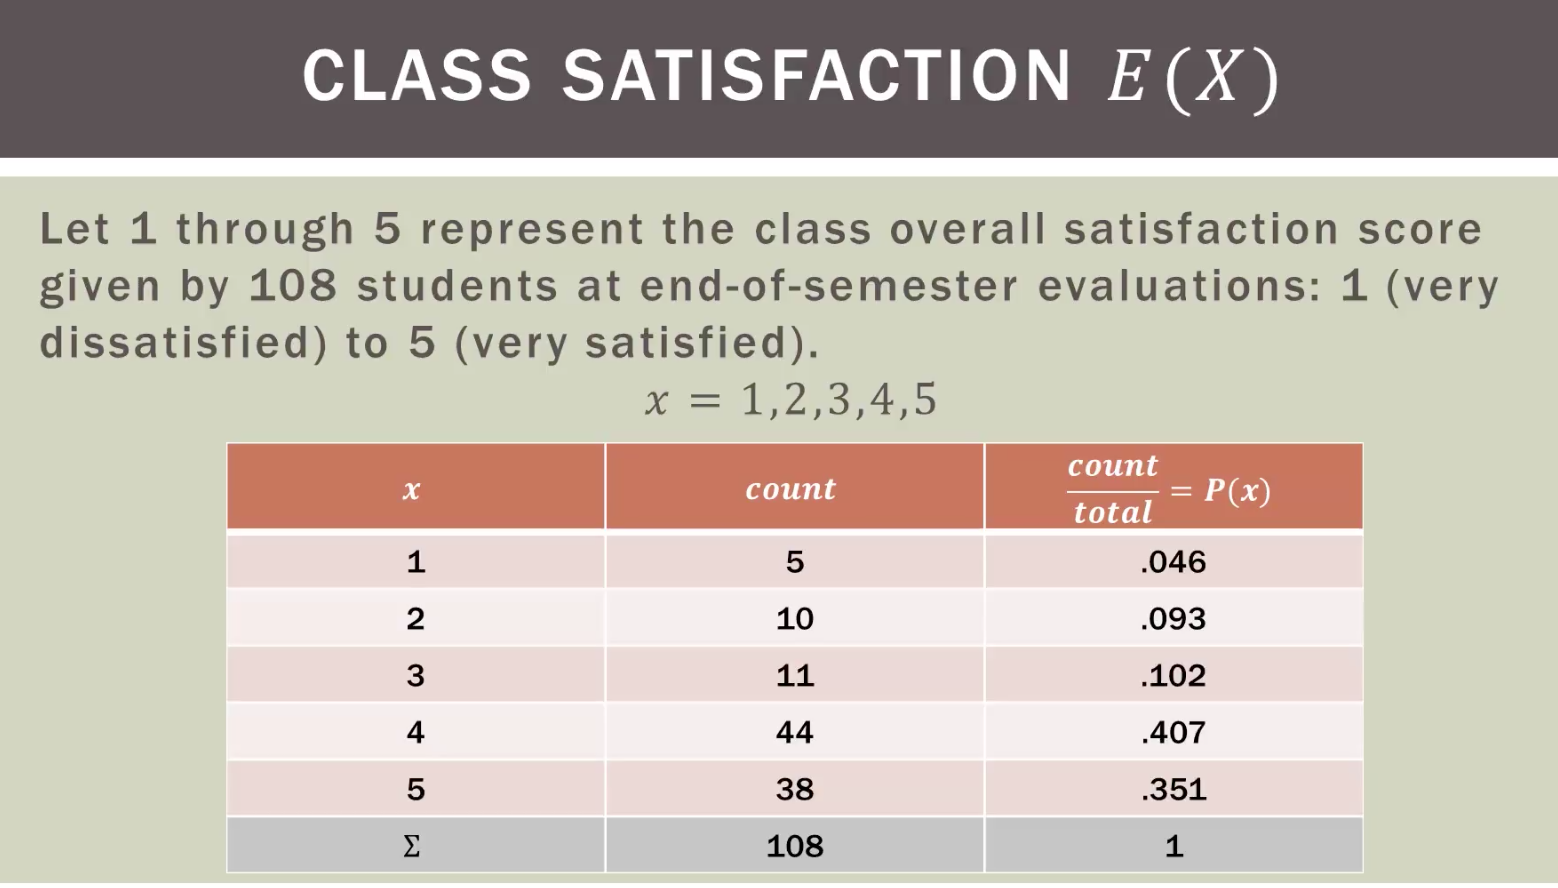 CLASS SATISFACTION E(X)
Let 1 through 5 represent the class overall satisfaction score
given by 108 students at end-of-semester evaluations: 1 (very
dissatisfied) to 5 (very satisfied).
x = 1,2,3,4,5
x count count/total = P(x)
1 5 .046
2 10 .093
3 11 .102
4 44 .407
5 38 .351
Σ 108 1